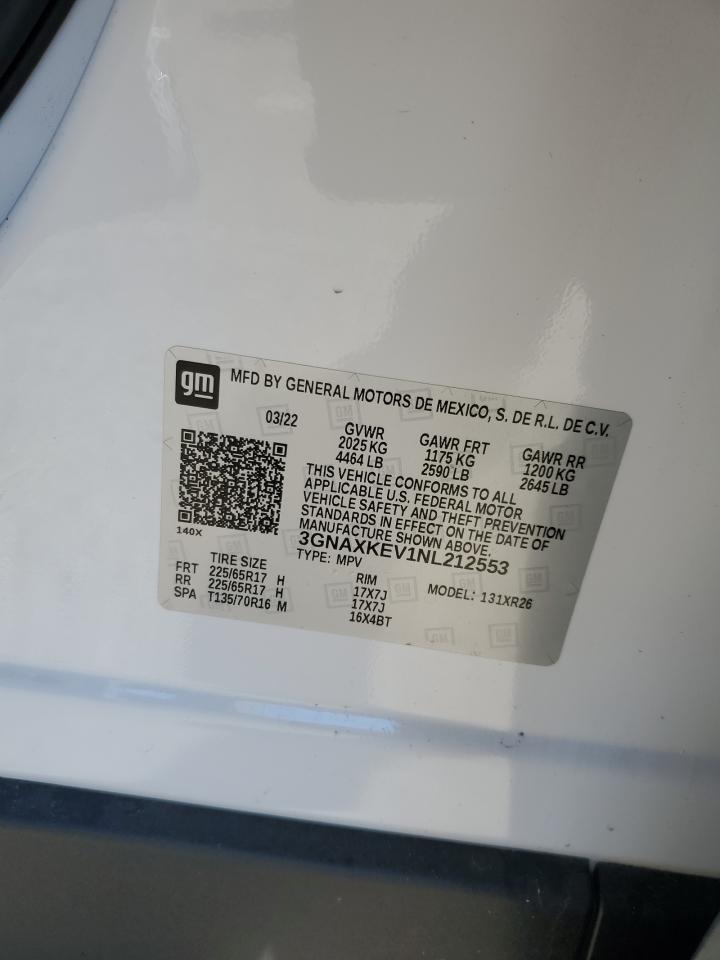 gm
MFD BY GENERAL MOTORS DE MEXICO, S. DE R.L. DE C.V.
03/22
GVWR GAWR FRT GAWR RR
2025 KG 1175 KG 1200 KG
4464 LB 2590 LB 2645 LB
THIS VEHICLE CONFORMS TO ALL
APPLICABLE U.S. FEDERAL MOTOR
VEHICLE SAFETY AND THEFT PREVENTION
STANDARDS IN EFFECT ON THE DATE OF
MANUFACTURE SHOWN ABOVE.
140X
3GNAXKEV1NL212553
TYPE: MPV
MODEL: 131XR26
TIRE SIZE RIM
FRT 225/65R17 H 17X7J
RR 225/65R17 H 17X7J
SPA T135/70R16 M 16X4BT